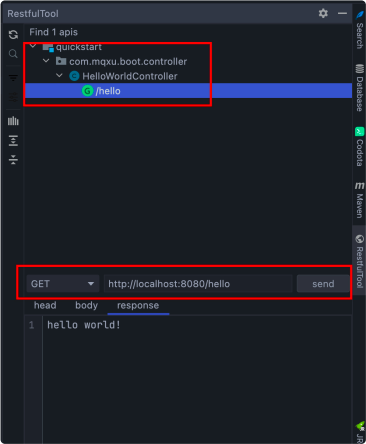 RestfulTool
Find 1 apis
quickstart
com.mqxu.boot.controller
C HelloWorldController
G /hello
GET http://localhost:8080/hello send
head body response
1 hello world!
Search
Database
Codota
m Maven
RestfulTool
JR